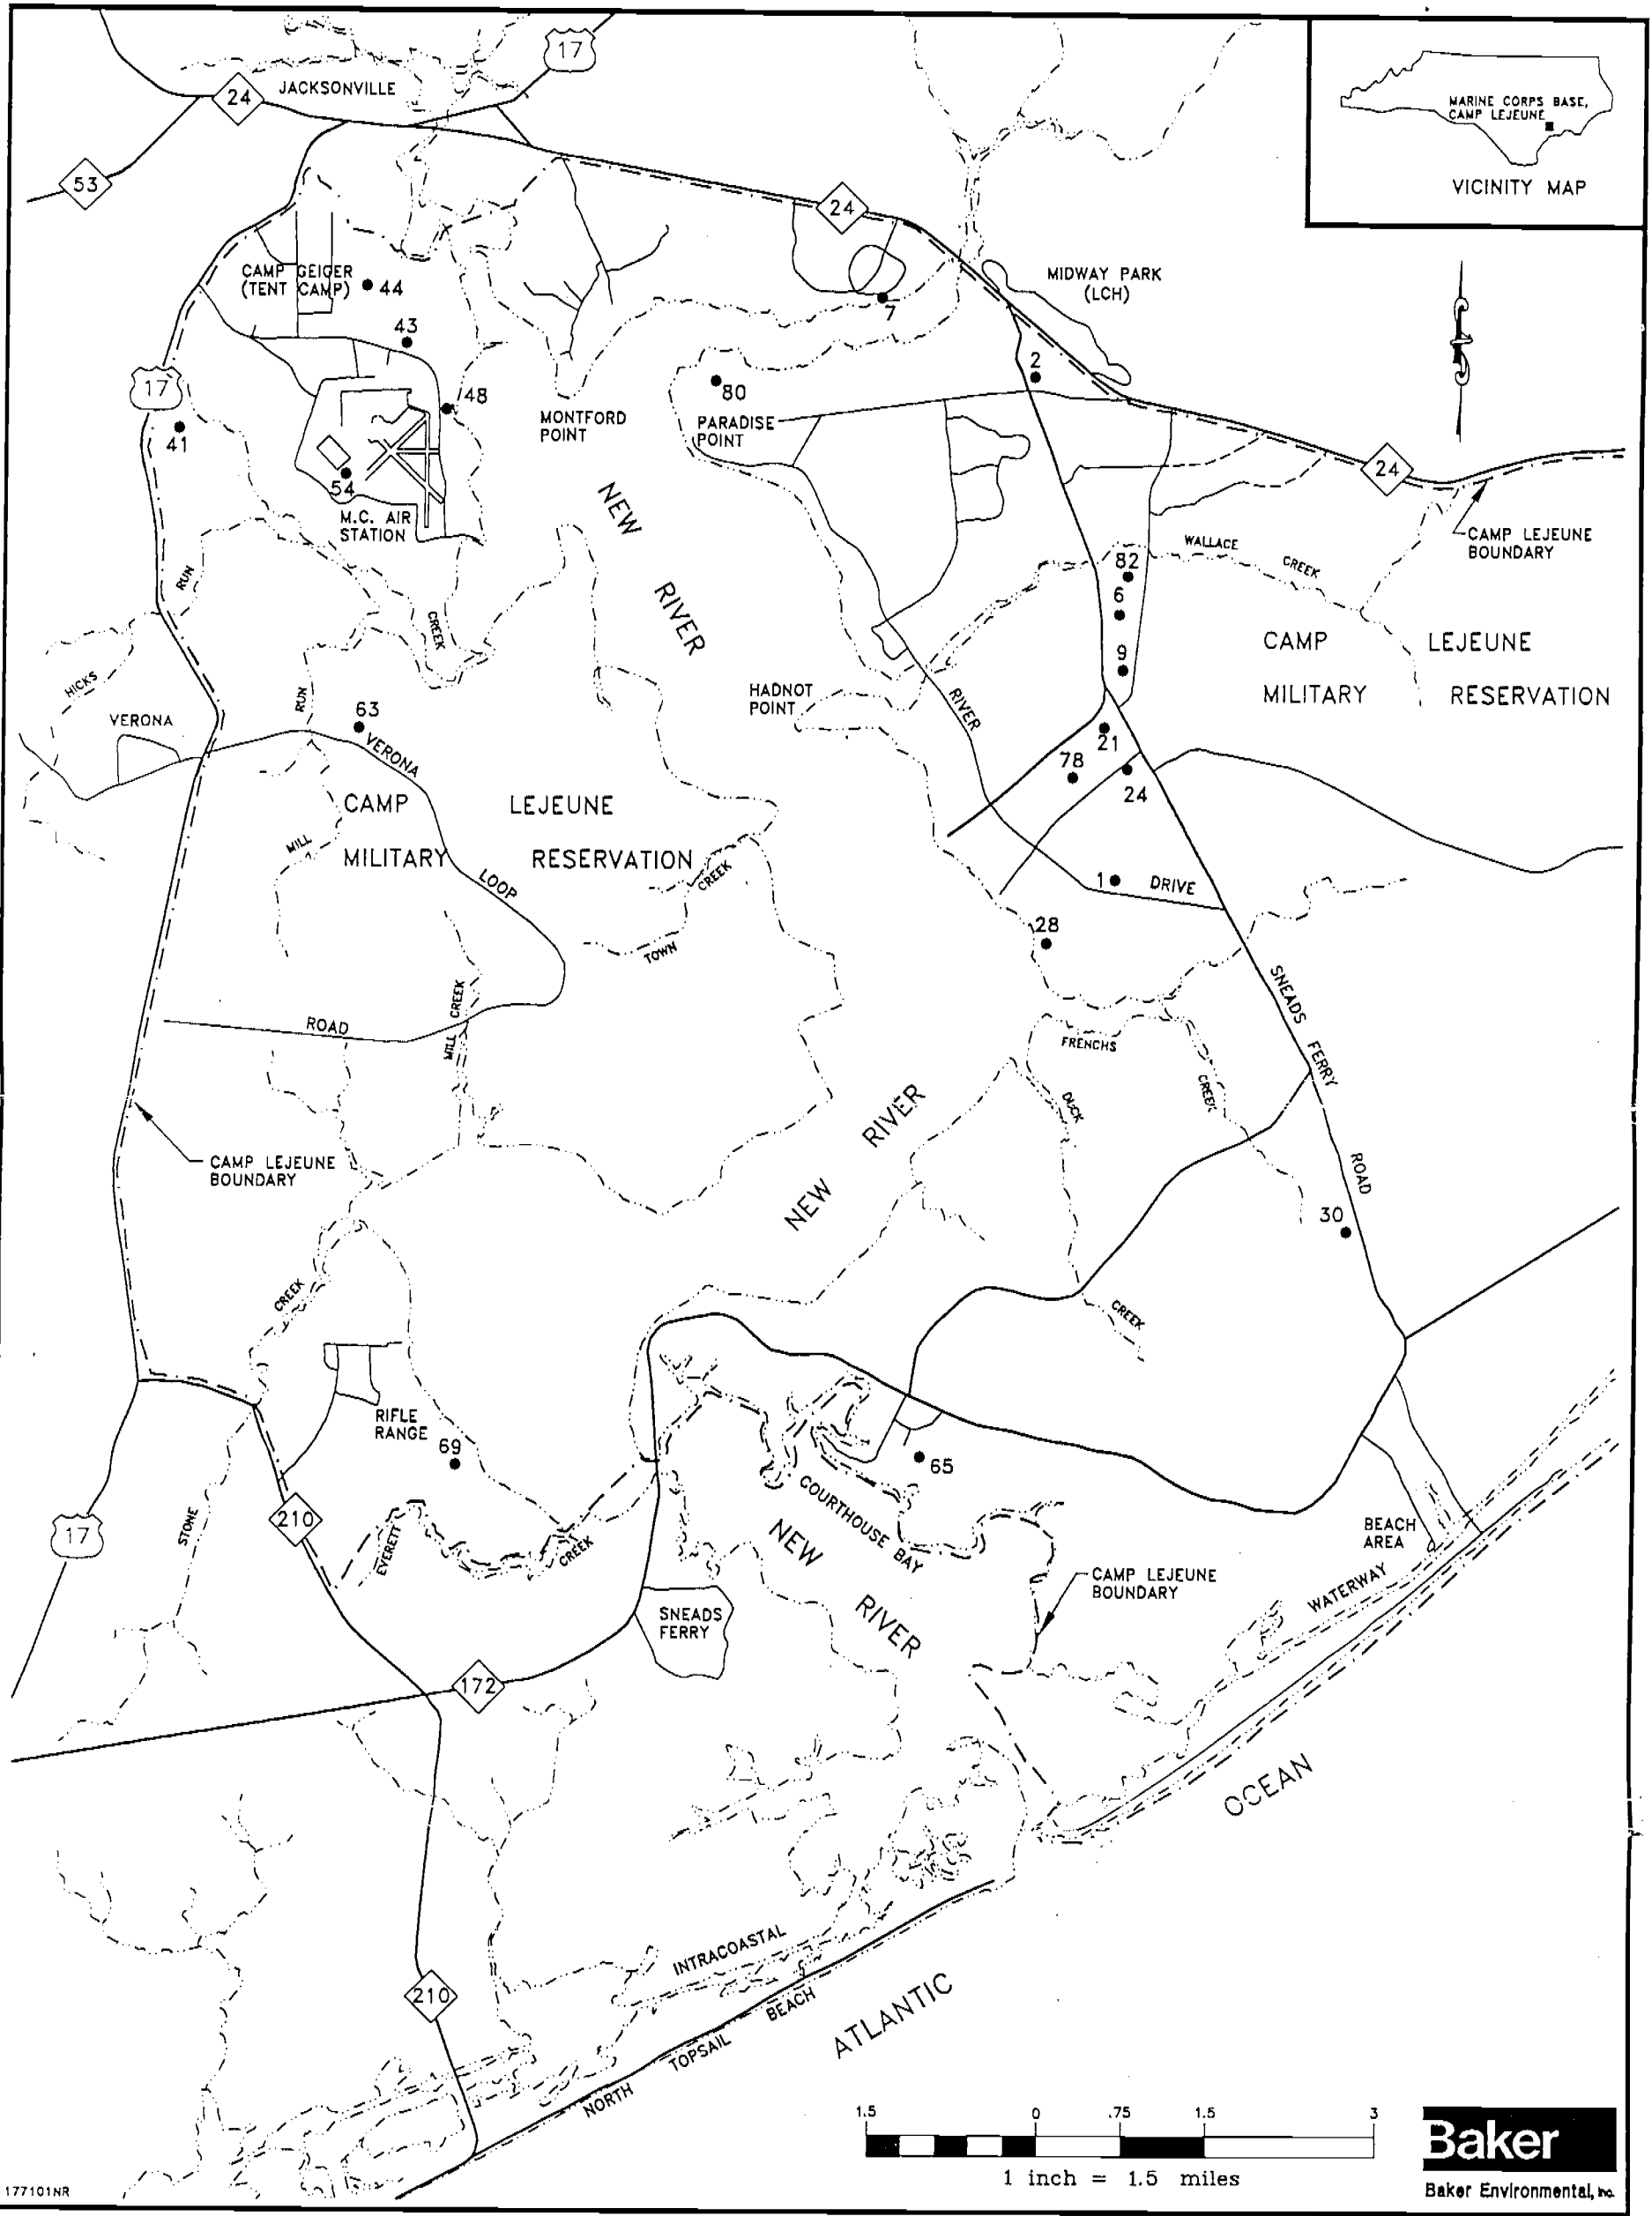 17
JACKSONVILLE
24
53
MARINE CORPS BASE,
CAMP LEJEUNE
VICINITY MAP
24
CAMP GEIGER
(TENT CAMP)
44
MIDWAY PARK
(LCH)
7
43
2
17
48
80
MONTFORD
POINT
PARADISE
POINT
41
54
24
M.C. AIR
STATION
NEW
RIVER
CAMP LEJEUNE
BOUNDARY
WALLACE
CREEK
82
6
9
RUN
CREEK
CAMP LEJEUNE
MILITARY RESERVATION
HICKS
RUN
HADNOT
POINT
RIVER
VERONA
63
VERONA
21
78
24
CAMP LEJEUNE
MILITARY RESERVATION
MILL
LOOP
CREEK
TOWN
1
DRIVE
28
SNEADS
FERRY
ROAD
MILL
CREEK
ROAD
FRENCHS
CREEK
DUCK
CREEK
RIVER
NEW
CAMP LEJEUNE
BOUNDARY
30
CREEK
RIFLE
RANGE
69
65
STONE
17
210
EVERETT
CREEK
COURTHOUSE BAY
NEW
RIVER
BEACH
AREA
CAMP LEJEUNE
BOUNDARY
WATERWAY
SNEADS
FERRY
172
OCEAN
INTRACOASTAL
210
NORTH TOPSAIL BEACH
ATLANTIC
1.5 0 .75 1.5 3
1 inch = 1.5 miles
Baker
Baker Environmental, Inc.
177101NR